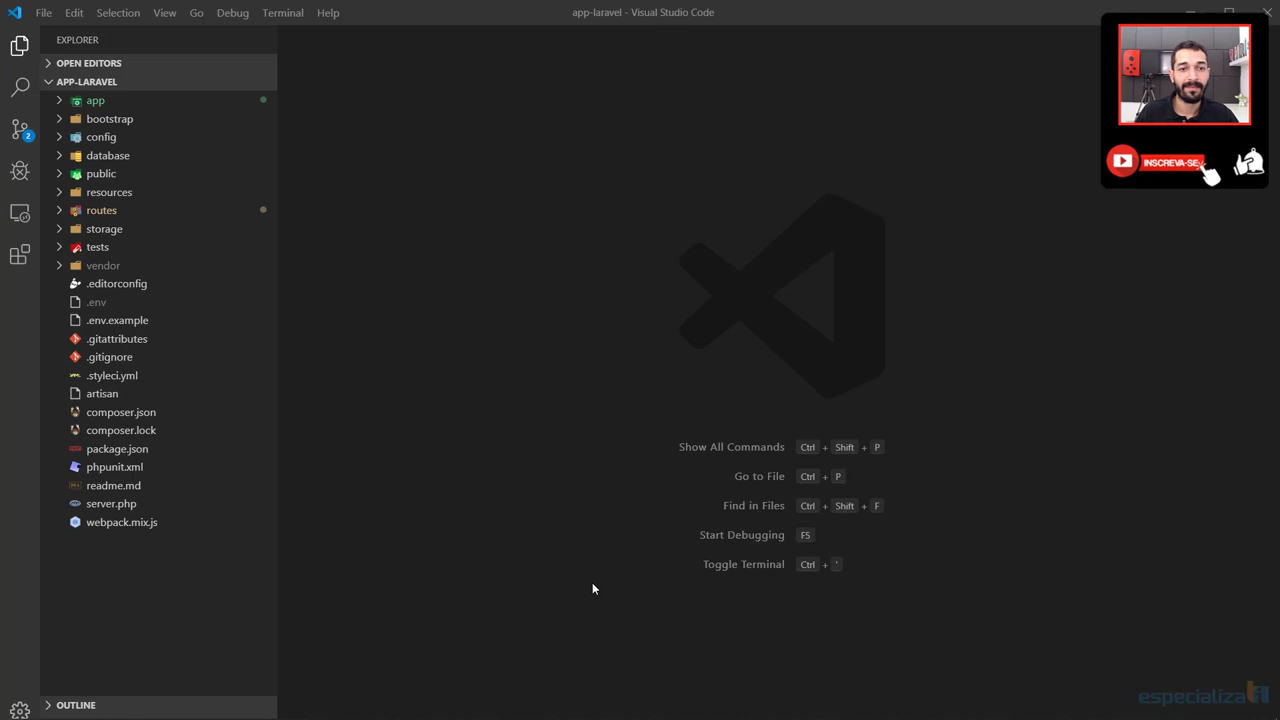 File Edit Selection View Go Debug Terminal Help
app-laravel - Visual Studio Code
EXPLORER
OPEN EDITORS
APP-LARAVEL
app
bootstrap
config
database
public
resources
routes
storage
tests
vendor
.editorconfig
.env
.env.example
.gitattributes
.gitignore
.styleci.yml
artisan
composer.json
composer.lock
package.json
phpunit.xml
readme.md
server.php
webpack.mix.js
OUTLINE
2
Show All Commands Ctrl + Shift + P
Go to File Ctrl + P
Find in Files Ctrl + Shift + F
Start Debugging F5
Toggle Terminal Ctrl + '
INSCREVA-SE
especializati